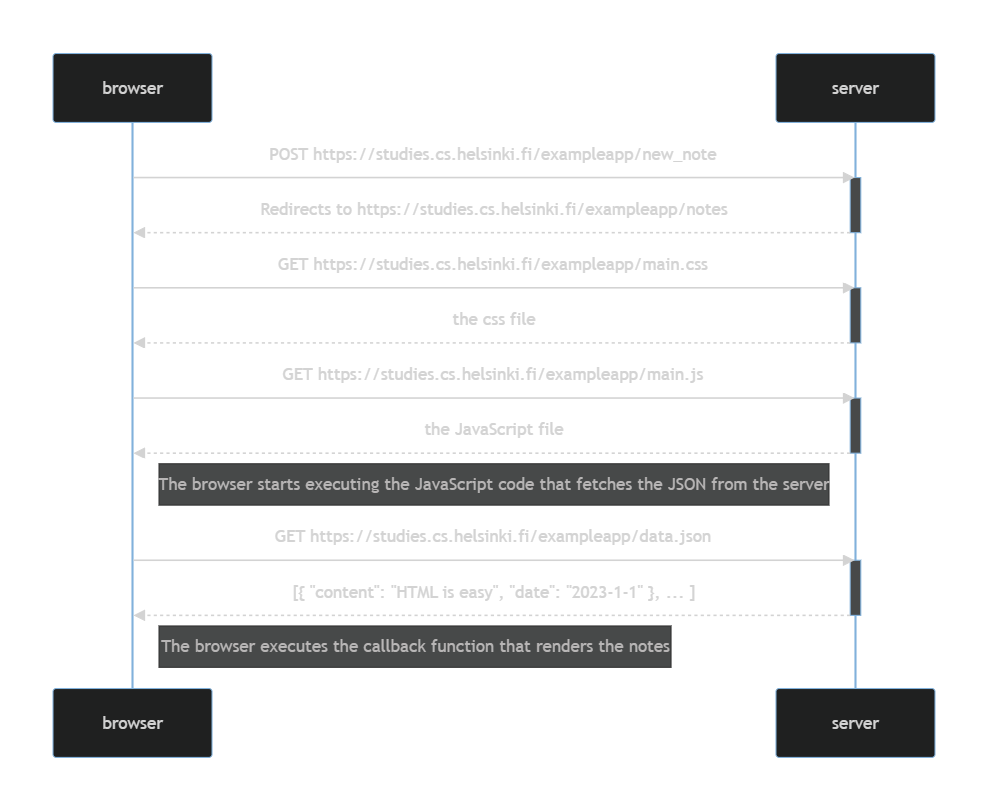 browser
server
POST https://studies.cs.helsinki.fi/exampleapp/new_note
Redirects to https://studies.cs.helsinki.fi/exampleapp/notes
GET https://studies.cs.helsinki.fi/exampleapp/main.css
the css file
GET https://studies.cs.helsinki.fi/exampleapp/main.js
the JavaScript file
The browser starts executing the JavaScript code that fetches the JSON from the server
GET https://studies.cs.helsinki.fi/exampleapp/data.json
[{ "content": "HTML is easy", "date": "2023-1-1" }, ... ]
The browser executes the callback function that renders the notes
browser
server